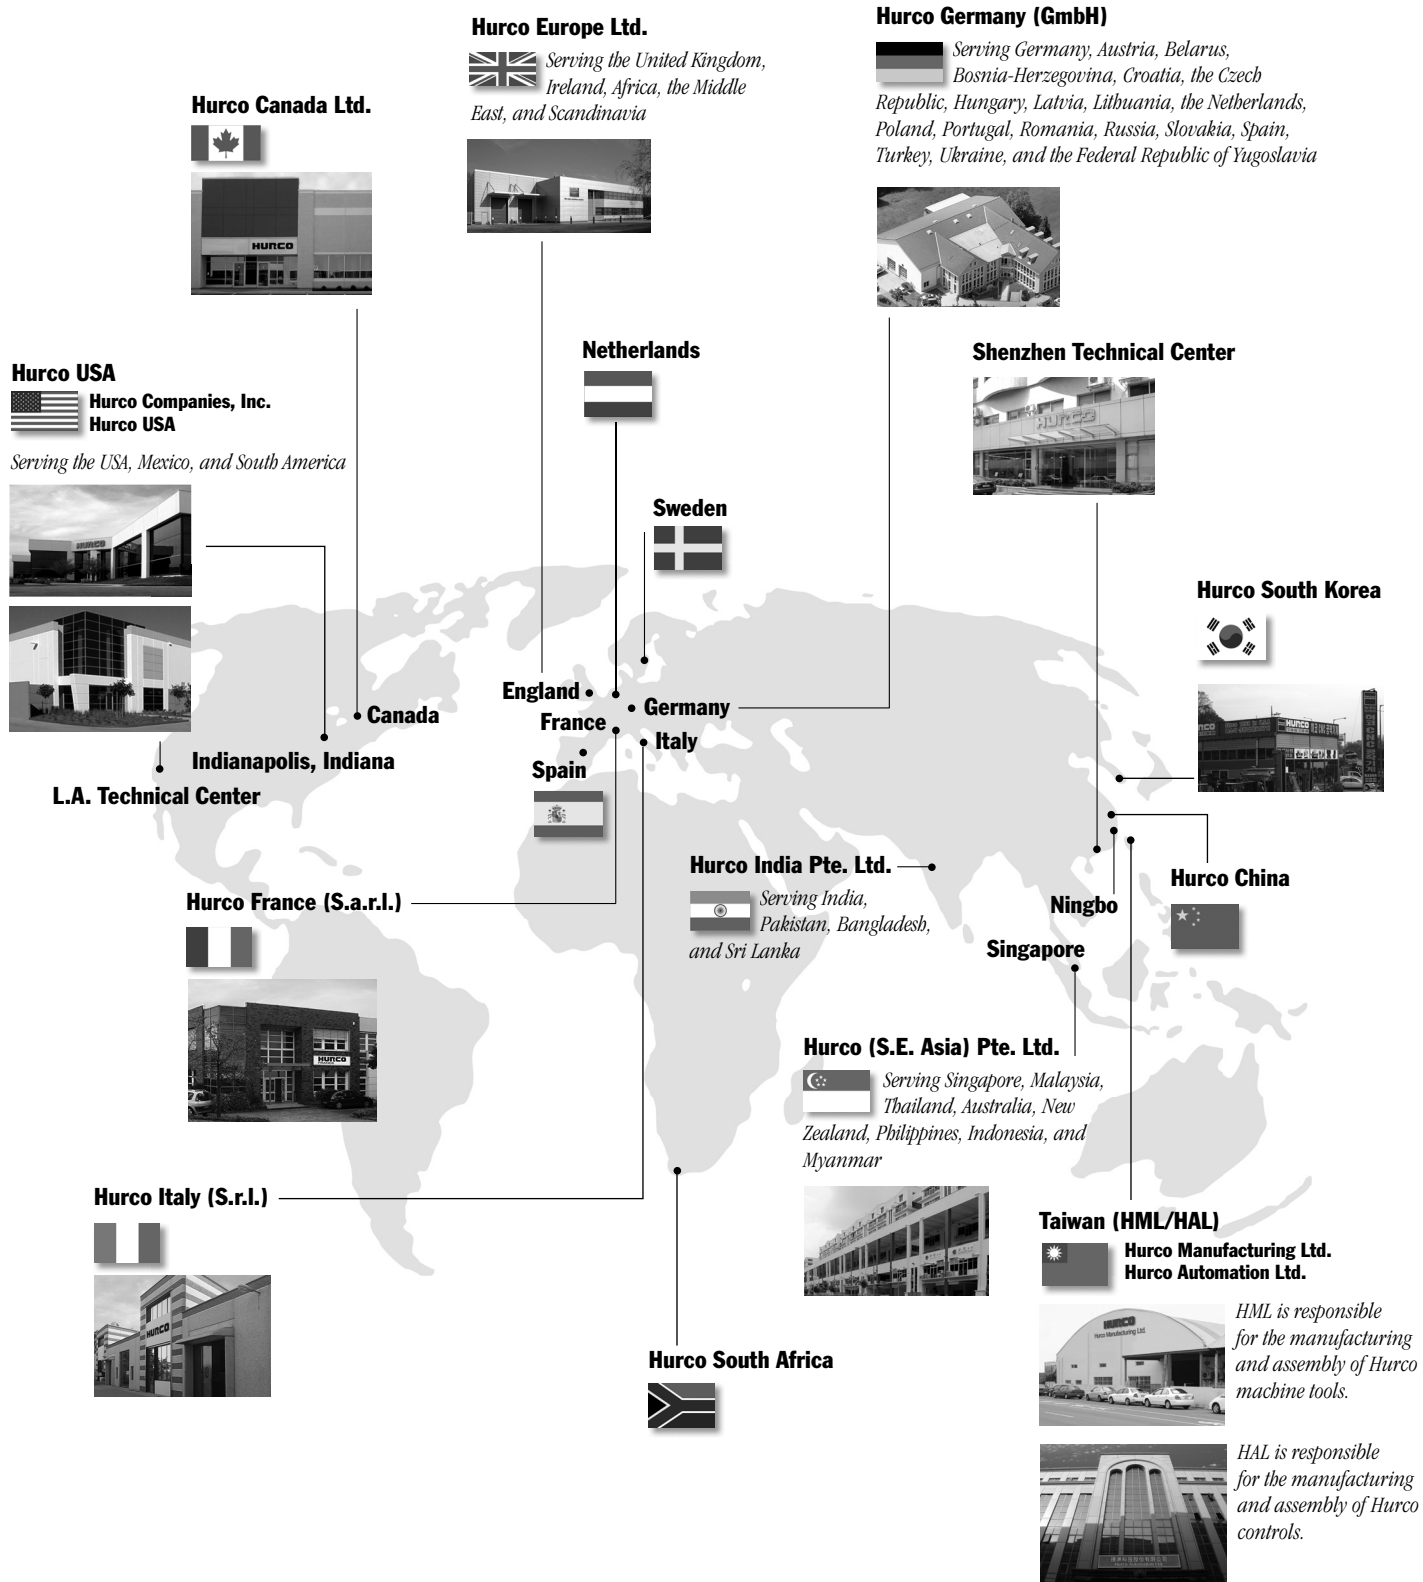 Hurco Germany (GmbH)
Serving Germany, Austria, Belarus,
Bosnia-Herzegovina, Croatia, the Czech
Republic, Hungary, Latvia, Lithuania, the Netherlands,
Poland, Portugal, Romania, Russia, Slovakia, Spain,
Turkey, Ukraine, and the Federal Republic of Yugoslavia
Hurco Europe Ltd.
Serving the United Kingdom,
Ireland, Africa, the Middle
East, and Scandinavia
Hurco Canada Ltd.
HURCO
Netherlands
Shenzhen Technical Center
HURCO
Hurco USA
Hurco Companies, Inc.
Hurco USA
Serving the USA, Mexico, and South America
HURCO
Sweden
Hurco South Korea
HURCO
England
Germany
Canada
France
Italy
Indianapolis, Indiana
Spain
L.A. Technical Center
Hurco India Pte. Ltd.
Serving India,
Pakistan, Bangladesh,
and Sri Lanka
Hurco China
Hurco France (S.a.r.l.)
HURCO
Ningbo
Singapore
Hurco (S.E. Asia) Pte. Ltd.
Serving Singapore, Malaysia,
Thailand, Australia, New
Zealand, Philippines, Indonesia, and
Myanmar
Hurco Italy (S.r.l.)
HURCO
Taiwan (HML/HAL)
Hurco Manufacturing Ltd.
Hurco Automation Ltd.
HURCO
Hurco Manufacturing Ltd.
HML is responsible
for the manufacturing
and assembly of Hurco
machine tools.
Hurco South Africa
HAL is responsible
for the manufacturing
and assembly of Hurco
controls.